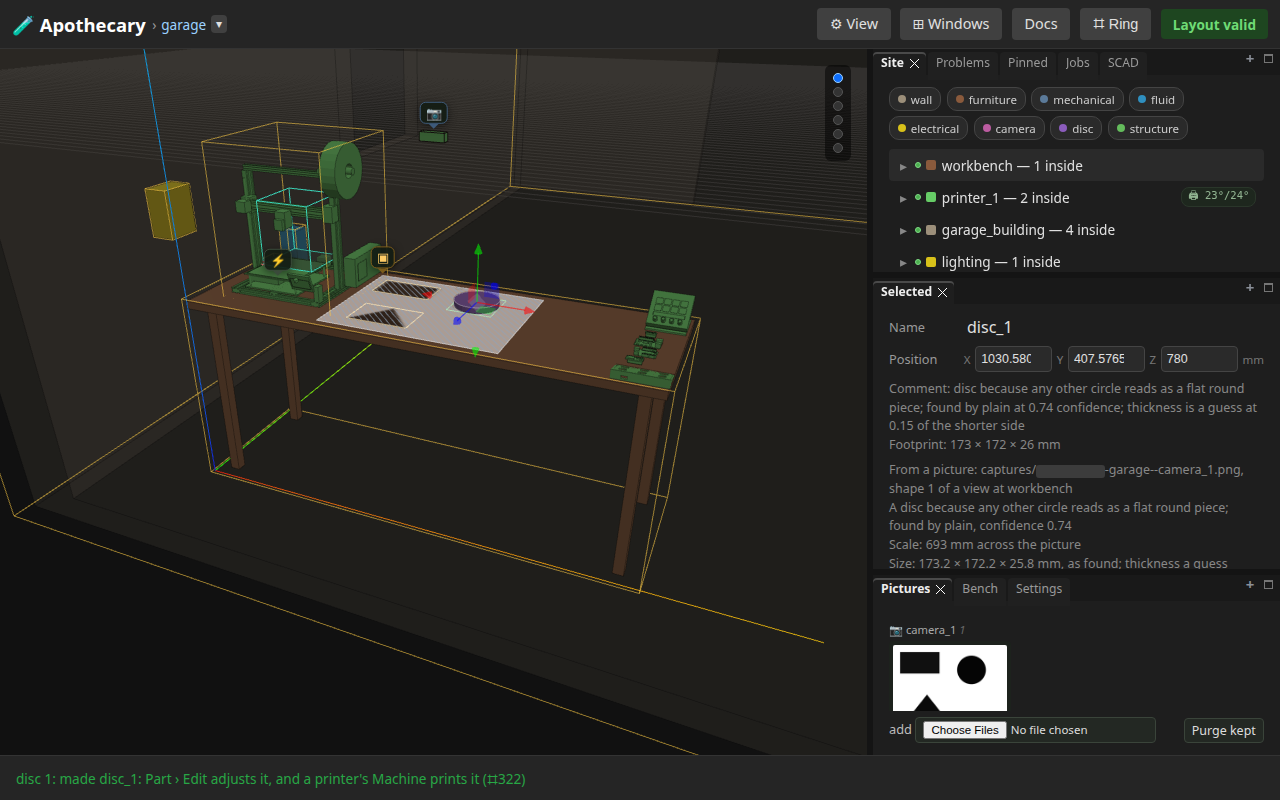 Apothecary › garage ▾
⚙ View
⊞ Windows
Docs
⌗ Ring
Layout valid
Site
Problems
Pinned
Jobs
SCAD
wall
furniture
mechanical
fluid
electrical
camera
disc
structure
workbench — 1 inside
printer_1 — 2 inside
23°/24°
garage_building — 4 inside
lighting — 1 inside
Selected
Name
disc_1
Position
X
1030.580
Y
407.5765
Z
780
mm
Comment: disc because any other circle reads as a flat round
piece; found by plain at 0.74 confidence; thickness is a guess at
0.15 of the shorter side
Footprint: 173 × 172 × 26 mm
From a picture: captures/
-garage--camera_1.png,
shape 1 of a view at workbench
A disc because any other circle reads as a flat round piece;
found by plain, confidence 0.74
Scale: 693 mm across the picture
Size: 173.2 × 172.2 × 25.8 mm, as found; thickness a guess
Pictures
Bench
Settings
camera_1 1
add
Choose Files
No file chosen
Purge kept
disc 1: made disc_1: Part › Edit adjusts it, and a printer's Machine prints it (⌗322)